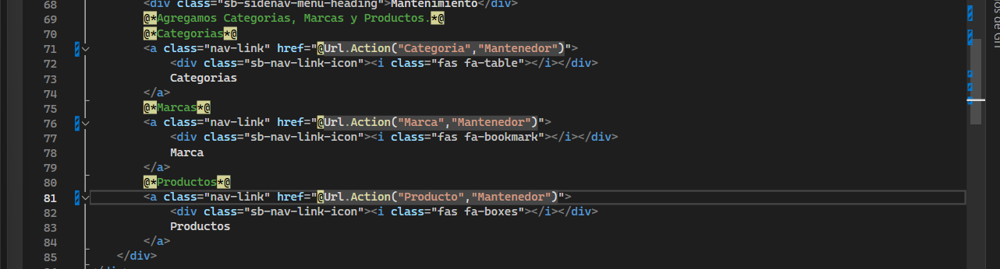 68 <div class="sb-sidenav-menu-heading">Mantenimiento</div>
69 @*Agregamos Categorias, Marcas y Productos.*@
70 @*Categorias*@
71 <a class="nav-link" href="@Url.Action("Categoria","Mantenedor")">
72 <div class="sb-nav-link-icon"><i class="fas fa-table"></i></div>
73 Categorias
74 </a>
75 @*Marcas*@
76 <a class="nav-link" href="@Url.Action("Marca","Mantenedor")">
77 <div class="sb-nav-link-icon"><i class="fas fa-bookmark"></i></div>
78 Marca
79 </a>
80 @*Productos*@
81 <a class="nav-link" href="@Url.Action("Producto","Mantenedor")">
82 <div class="sb-nav-link-icon"><i class="fas fa-boxes"></i></div>
83 Productos
84 </a>
85 </div>
de Git